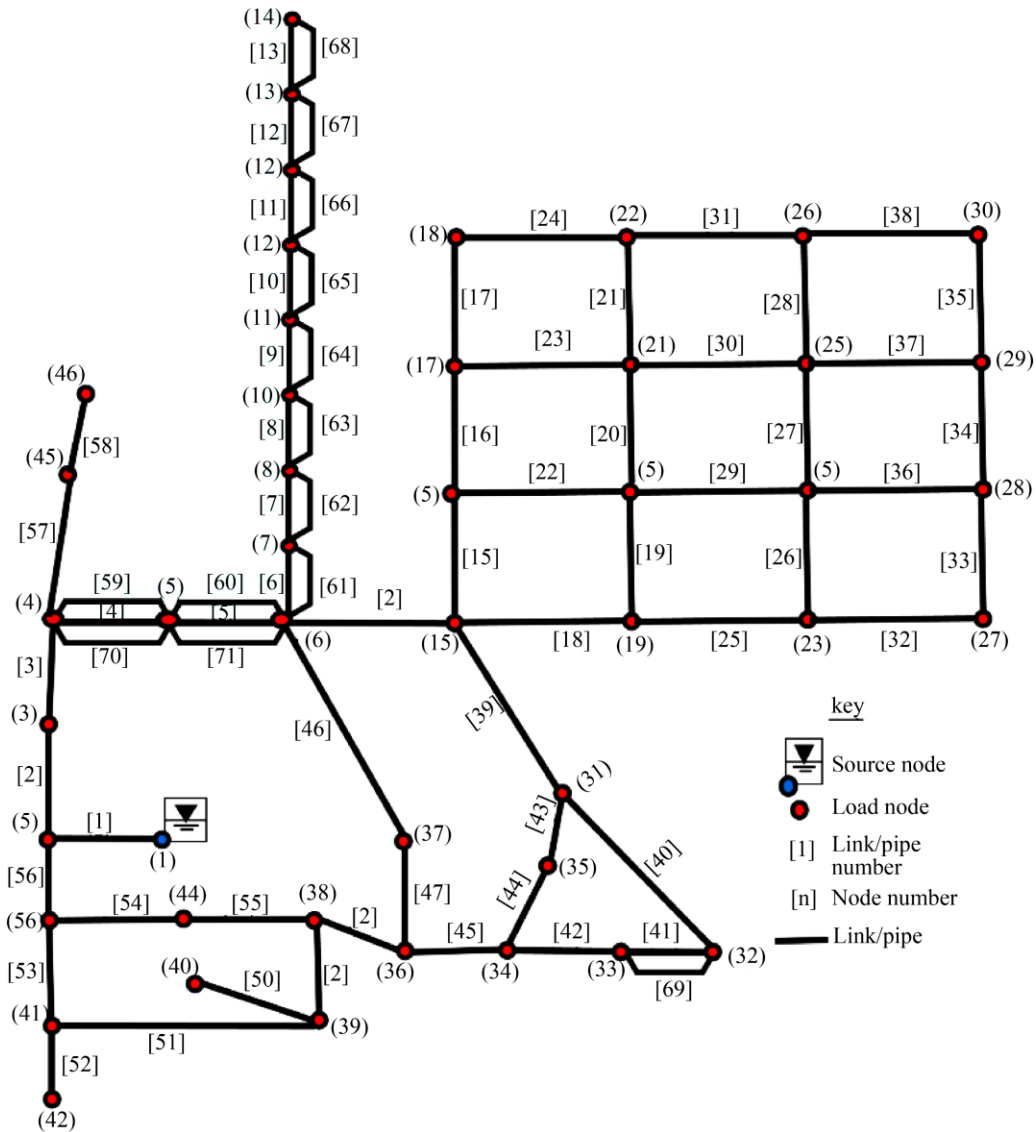 (14)
[13] [68]
(13)
[12] [67]
(12)
[11] [66]
(12)
[10] [65]
(11)
[9] [64]
(10)
[8] [63]
(8)
[7] [62]
(7)
[6] [61]
(18) [24] (22) [31] (26) [38] (30)
[17] [21] [28] [35]
(17) [23] (21) [30] (25) [37] (29)
[16] [20] [27] [34]
(5) [22] (5) [29] (5) [36] (28)
[15] [19] [26] [33]
(46)
[58]
(45)
[57]
[59] (5) [60]
(4) [4] [5] (6) [2] (15) [18] (19) [25] (23) [32] (27)
[70] [71]
[3]
(3)
[2]
[46]
[39]
(5) [1]
(1)
[56]
(37)
(31)
[43]
[40]
(35)
[44]
[47]
(56) [54] (44) [55] (38) [2]
(36) [45] (34) [42] (33) [41] (32)
[69]
[53]
(40) [50] [2]
(41) [51] (39)
[52]
(42)
key
Source node
Load node
[1] Link/pipe
number
[n] Node number
Link/pipe